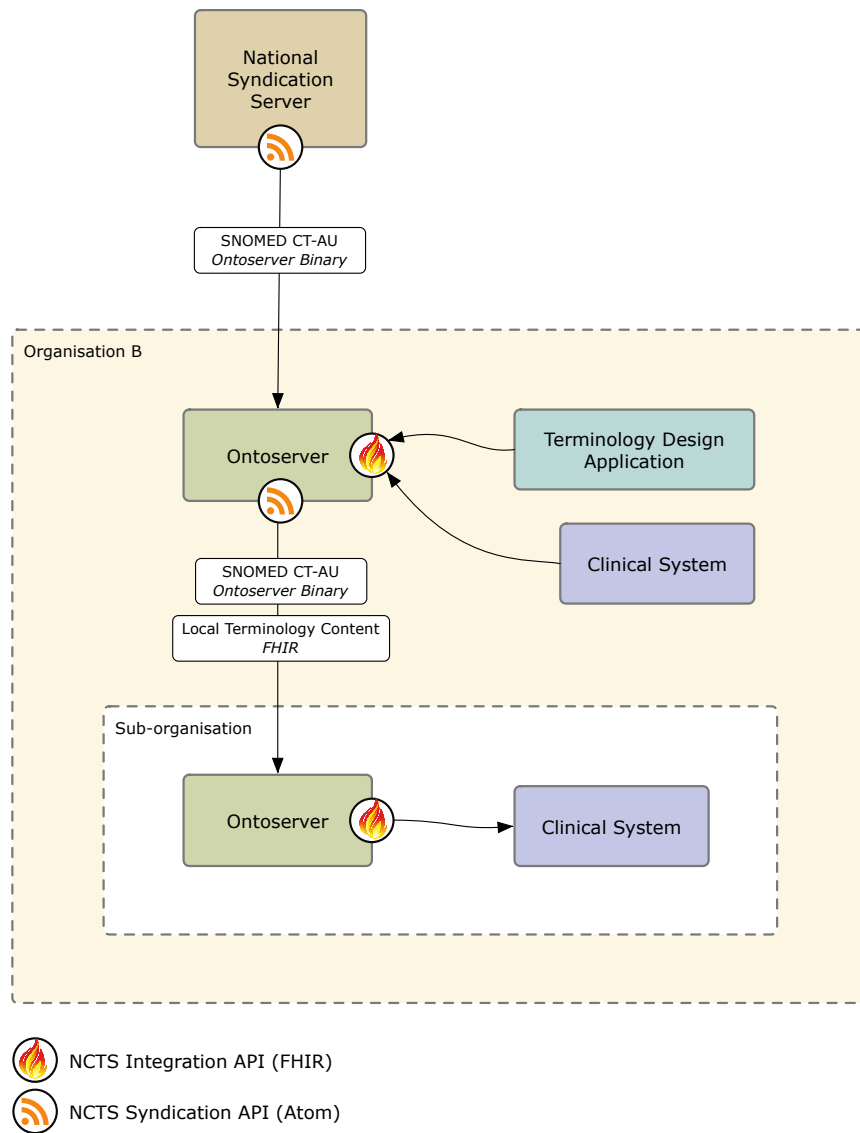 National
Syndication
Server
SNOMED CT-AU
Ontoserver Binary
Organisation B
Ontoserver
Terminology Design
Application
Clinical System
SNOMED CT-AU
Ontoserver Binary
Local Terminology Content
FHIR
Sub-organisation
Ontoserver
Clinical System
NCTS Integration API (FHIR)
NCTS Syndication API (Atom)